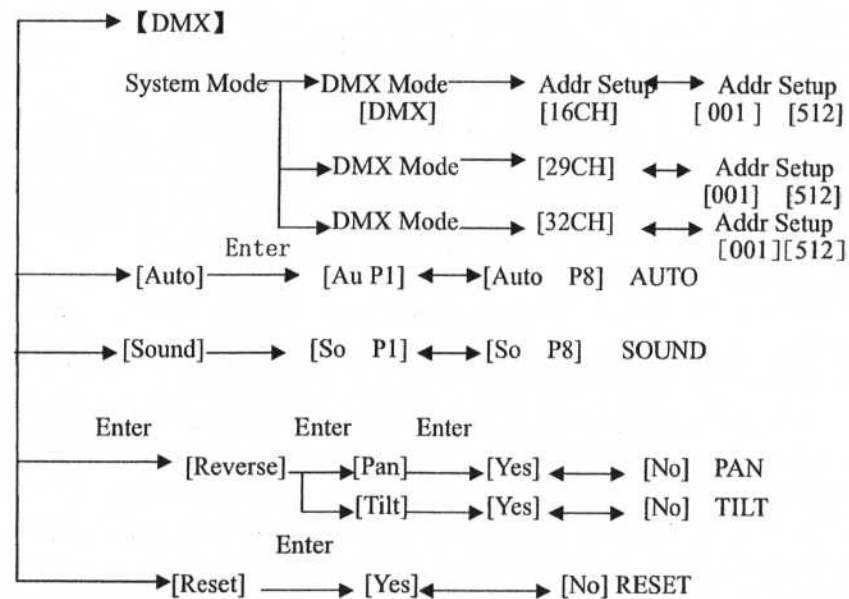 【DMX】
System Mode DMX Mode Addr Setup Addr Setup
[DMX] [16CH] [ 001 ] [512]
DMX Mode [29CH] Addr Setup
[001] [512]
DMX Mode [32CH] Addr Setup
[001][512]
Enter
[Auto] [Au P1] [Auto P8] AUTO
[Sound] [So P1] [So P8] SOUND
Enter Enter Enter
[Reverse] [Pan] [Yes] [No] PAN
[Tilt] [Yes] [No] TILT
Enter
[Reset] [Yes] [No] RESET